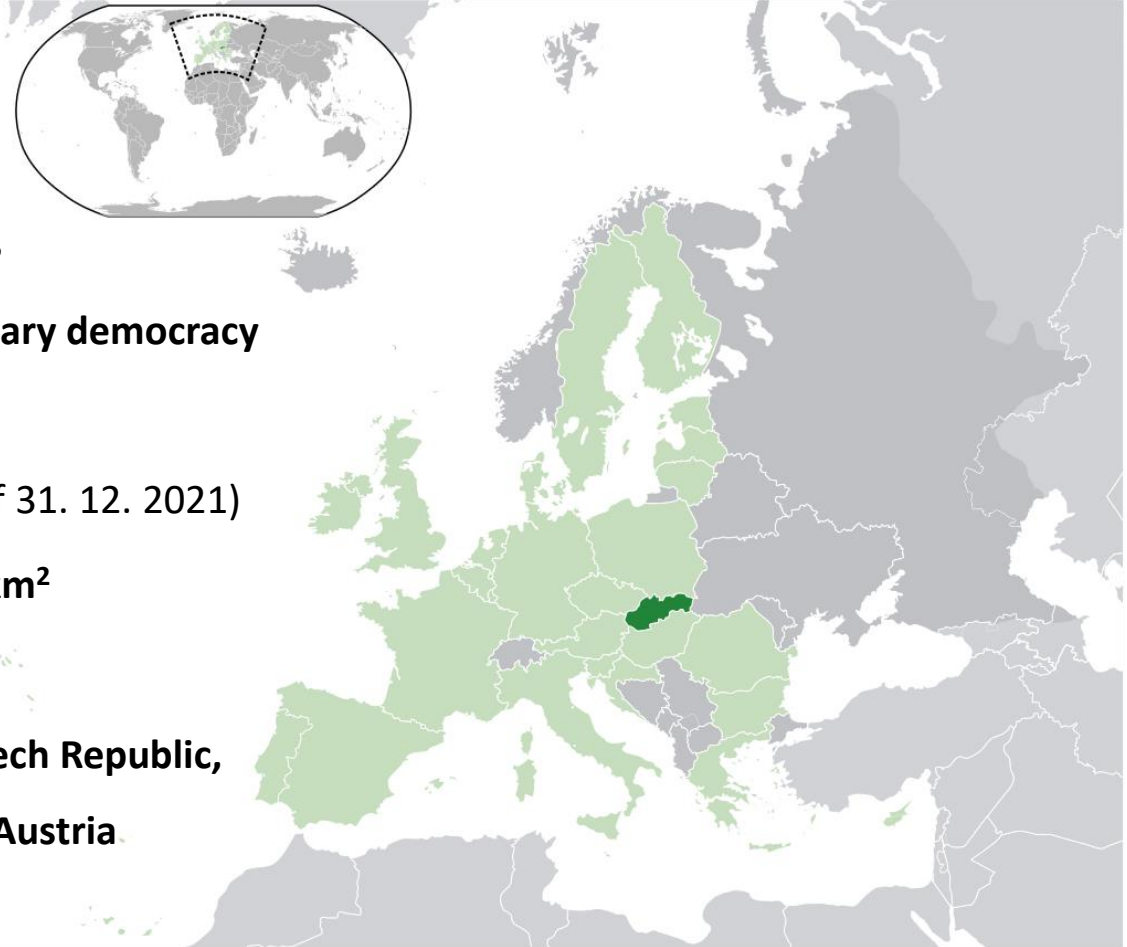 ary democracy
31. 12. 2021)
m²
ech Republic,
Austria